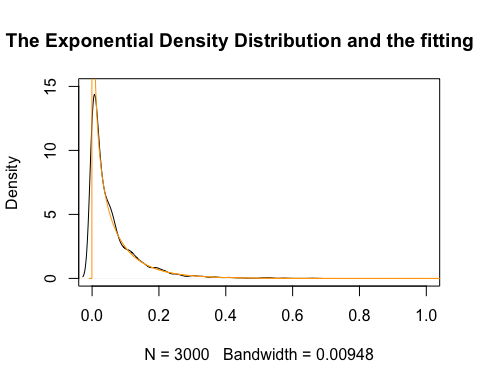 The Exponential Density Distribution and the fitting
15
10
5
0
Density
0.0 0.2 0.4 0.6 0.8 1.0
N = 3000 Bandwidth = 0.00948